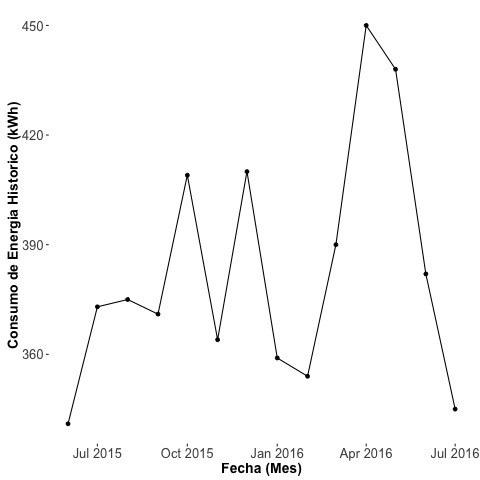 Consumo de Energia Historico (kWh)
450
420
390
360
Jul 2015 Oct 2015 Jan 2016 Apr 2016 Jul 2016
Fecha (Mes)